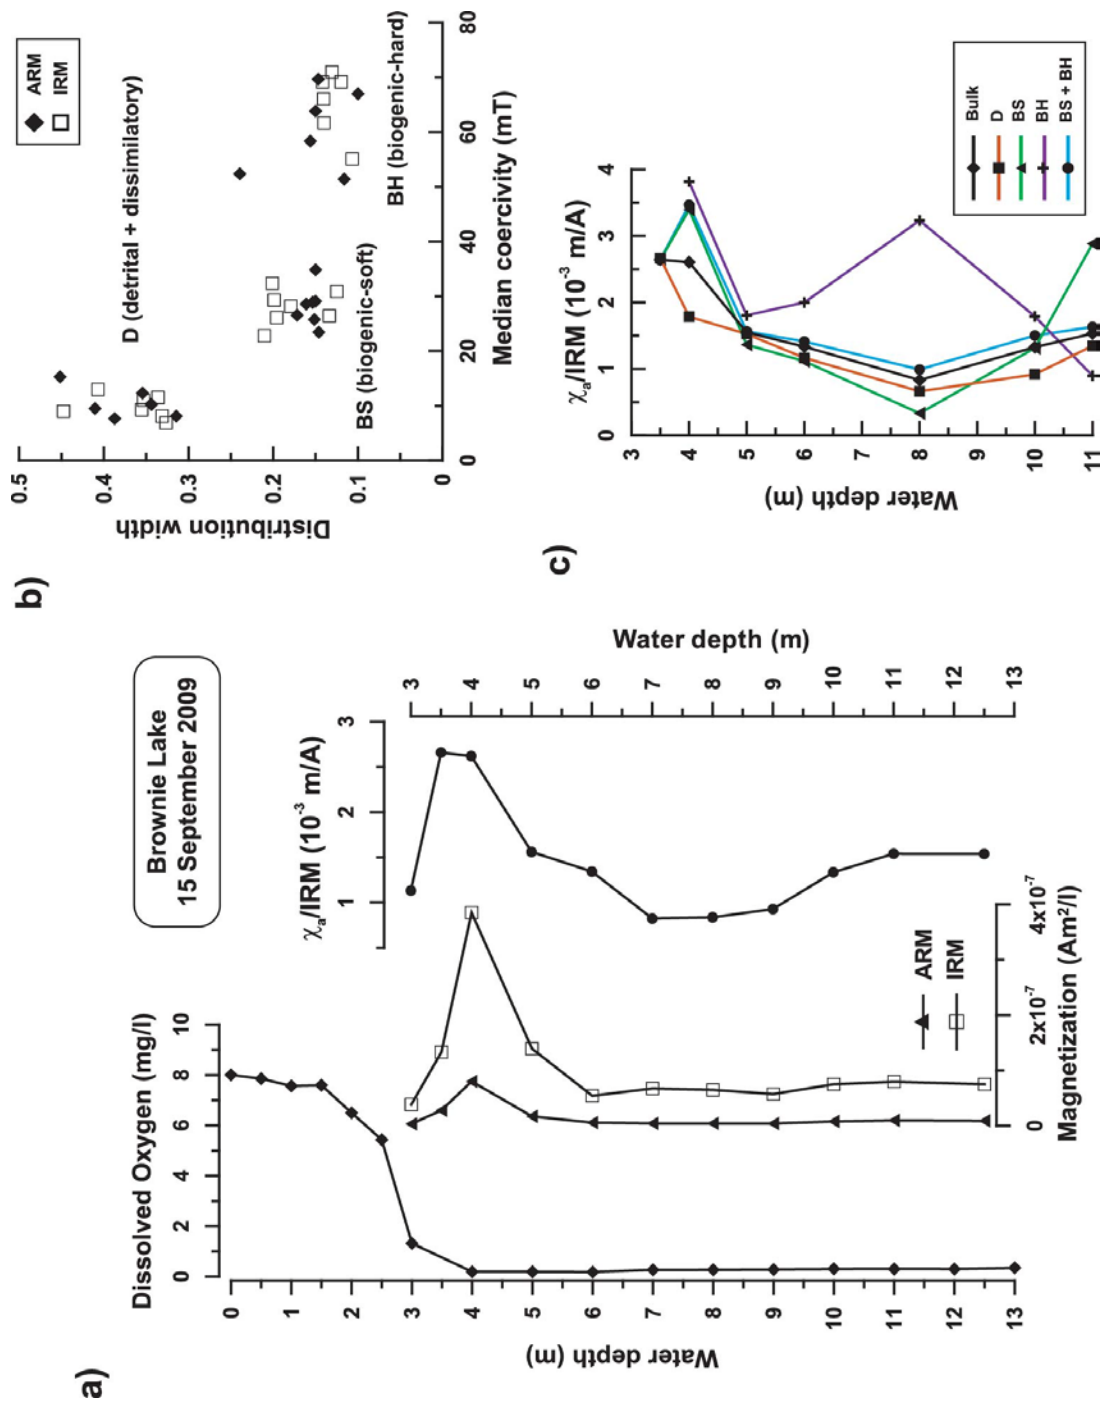 a)
Brownie Lake
15 September 2009
Dissolved Oxygen (mg/l)
0
2
4
6
8
10
Water depth (m)
0
1
2
3
4
5
6
7
8
9
10
11
12
13
χa/IRM (10-3 m/A)
1
2
3
Water depth (m)
3
4
5
6
7
8
9
10
11
12
13
ARM
IRM
0
2x10-7
4x10-7
Magnetization (Am2/l)
b)
Distribution width
0.5
0.4
0.3
0.2
0.1
0
ARM
IRM
D (detrital + dissimilatory)
BS (biogenic-soft)
BH (biogenic-hard)
0
20
40
60
80
Median coercivity (mT)
c)
χa/IRM (10-3 m/A)
0
1
2
3
4
Water depth (m)
3
4
5
6
7
8
9
10
11
Bulk
D
BS
BH
BS + BH